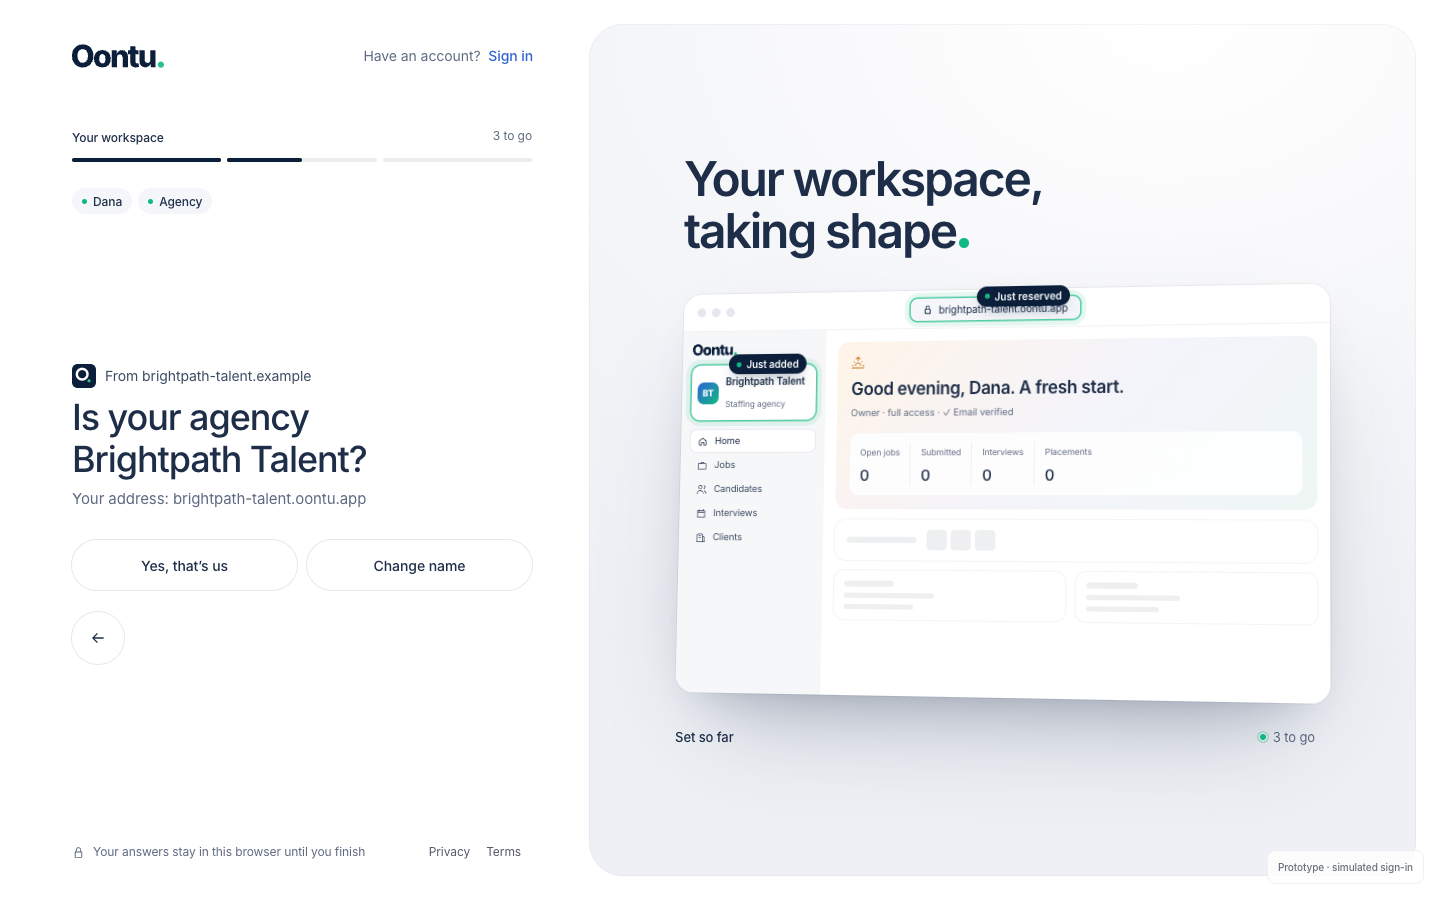 Oontu.
Have an account? Sign in
Your workspace
3 to go
Dana
Agency
From brightpath-talent.example
Is your agency
Brightpath Talent?
Your address: brightpath-talent.oontu.app
Yes, that’s us
Change name
Your answers stay in this browser until you finish
Privacy
Terms
Your workspace,
taking shape.
Just reserved
brightpath-talent.oontu.app
Oontu.
Just added
BT
Brightpath Talent
Staffing agency
Home
Jobs
Candidates
Interviews
Clients
Good evening, Dana. A fresh start.
Owner · full access · ✓ Email verified
Open jobs
0
Submitted
0
Interviews
0
Placements
0
Set so far
3 to go
Prototype · simulated sign-in